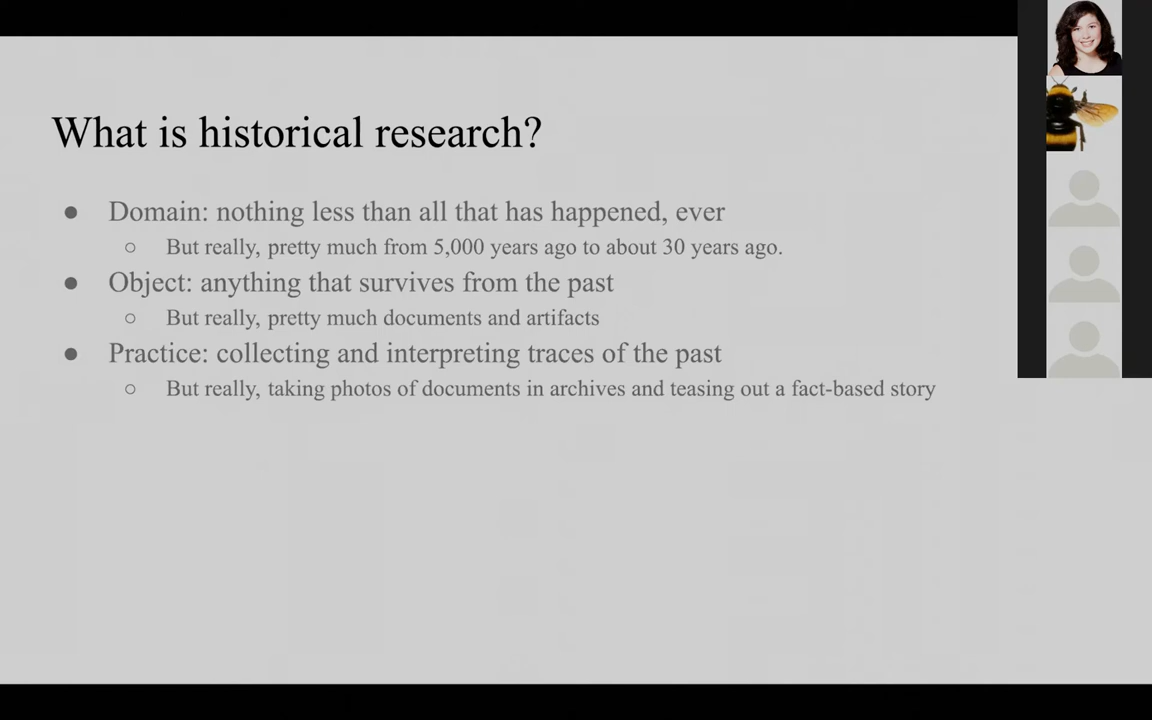 What is historical research?
● Domain: nothing less than all that has happened, ever
○ But really, pretty much from 5,000 years ago to about 30 years ago.
● Object: anything that survives from the past
○ But really, pretty much documents and artifacts
● Practice: collecting and interpreting traces of the past
○ But really, taking photos of documents in archives and teasing out a fact-based story